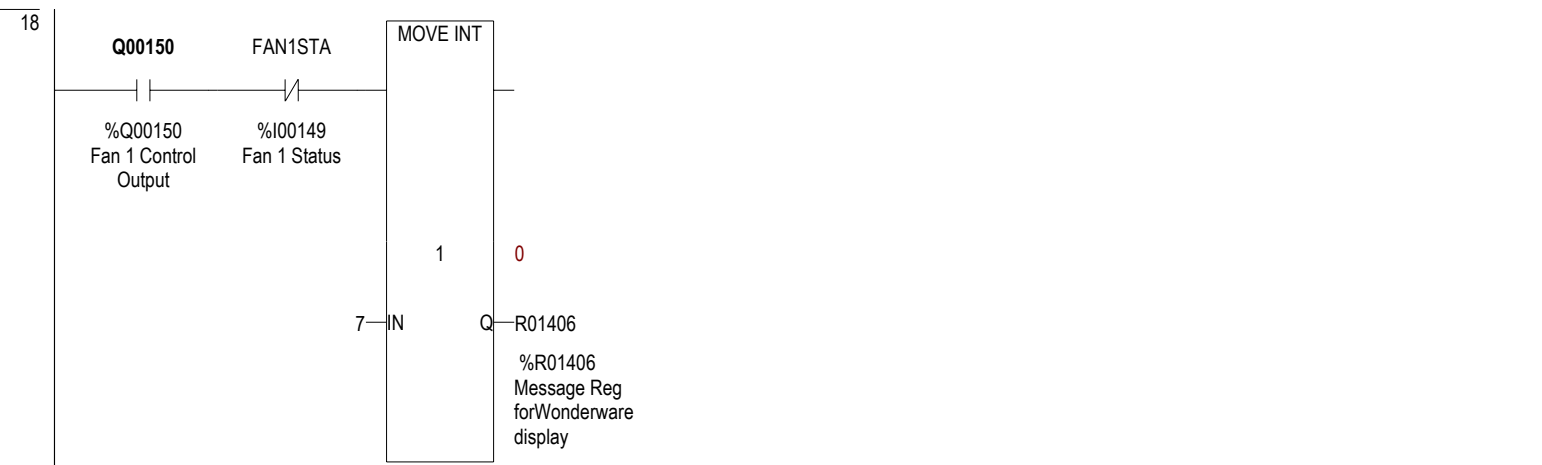 18
Q00150 FAN1STA MOVE INT
%Q00150 %I00149
Fan 1 Control Fan 1 Status
Output
1 0
7 IN Q R01406
%R01406
Message Reg
forWonderware
display